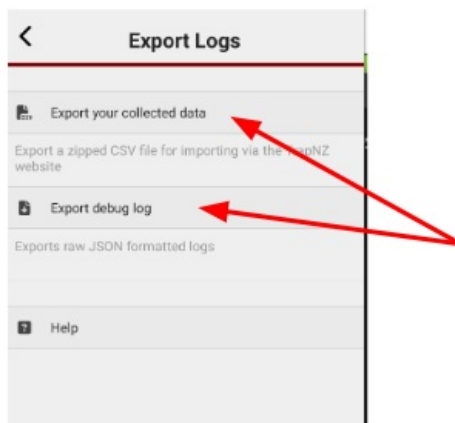 Export Logs
Export your collected data
Export a zipped CSV file for importing via the TrapNZ
website
Export debug log
Exports raw JSON formatted logs
Help